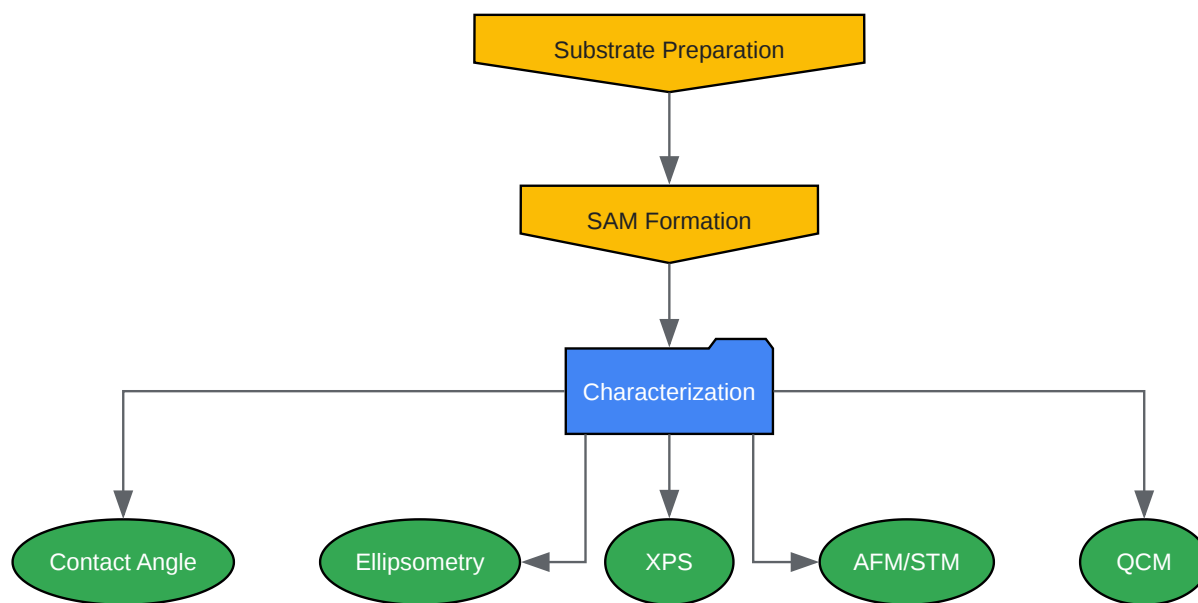 Substrate Preparation
SAM Formation
Characterization
Contact Angle
Ellipsometry
XPS
AFM/STM
QCM